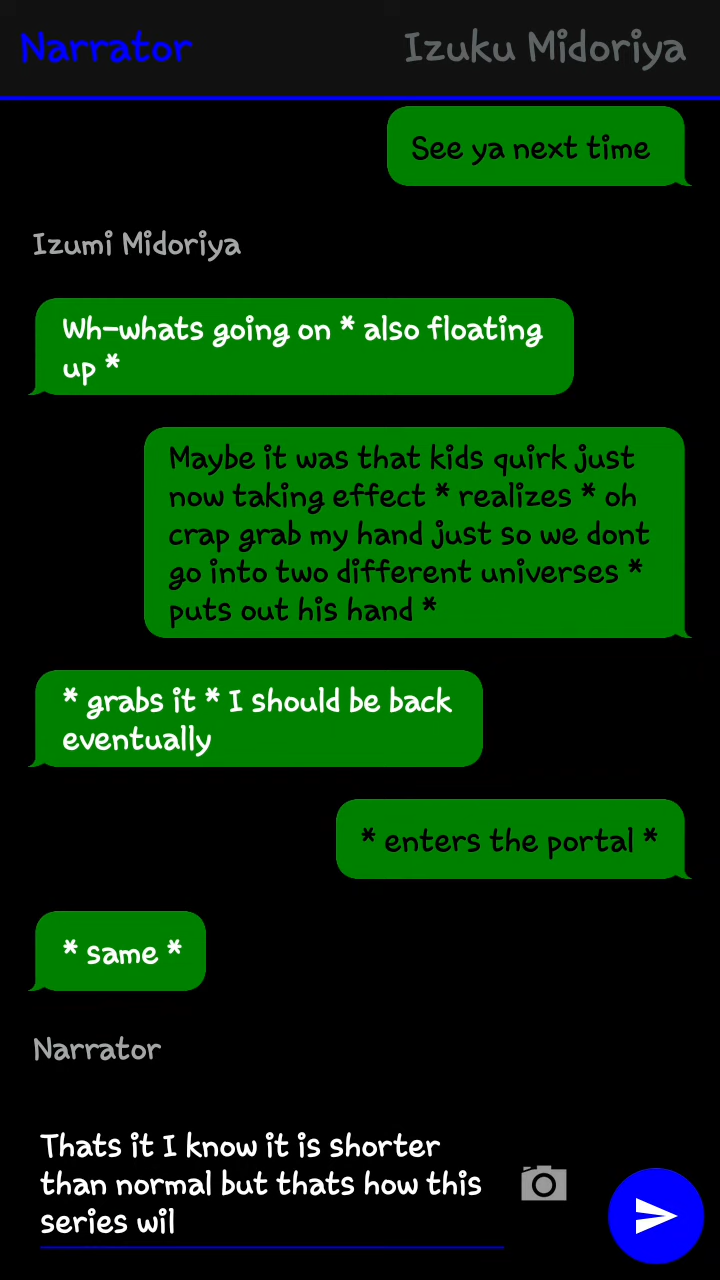 Narrator
Izuku Midoriya
See ya next time
Izumi Midoriya
Wh-whats going on * also floating
up *
Maybe it was that kids quirk just
now taking effect * realizes * oh
crap grab my hand just so we dont
go into two different universes *
puts out his hand *
* grabs it * I should be back
eventually
* enters the portal *
* same *
Narrator
Thats it I know it is shorter
than normal but thats how this
series wil